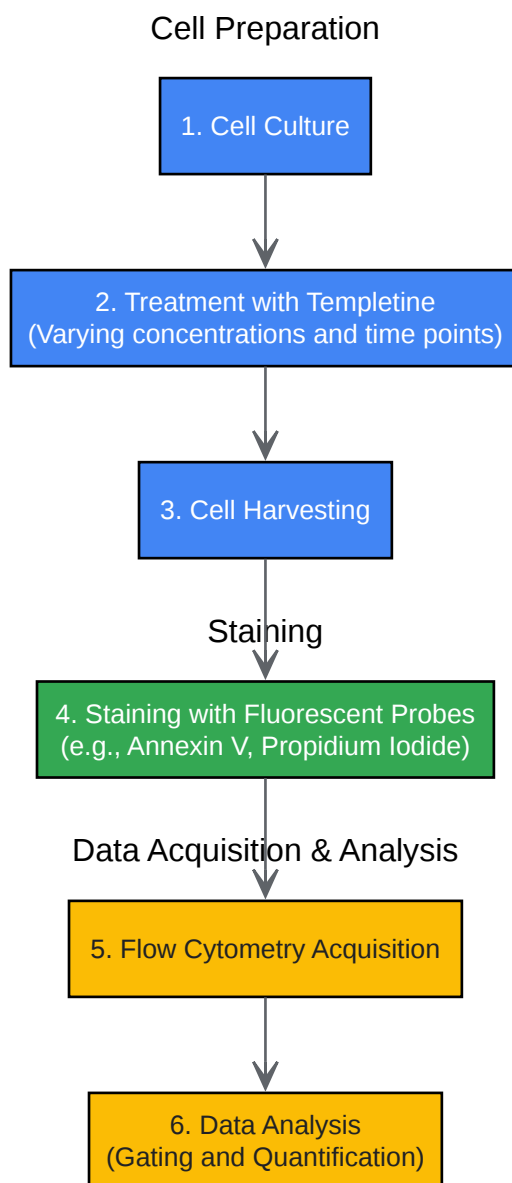 Cell Preparation
1. Cell Culture
2. Treatment with Templetine
(Varying concentrations and time points)
3. Cell Harvesting
Staining
4. Staining with Fluorescent Probes
(e.g., Annexin V, Propidium Iodide)
Data Acquisition & Analysis
5. Flow Cytometry Acquisition
6. Data Analysis
(Gating and Quantification)